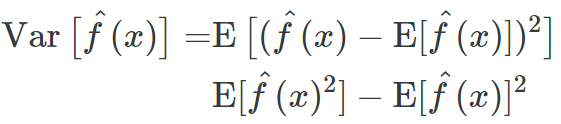 Var [f̂ (x)] =E [(f̂ (x) − E[f̂ (x)])²]
E[f̂ (x)²] − E[f̂ (x)]²